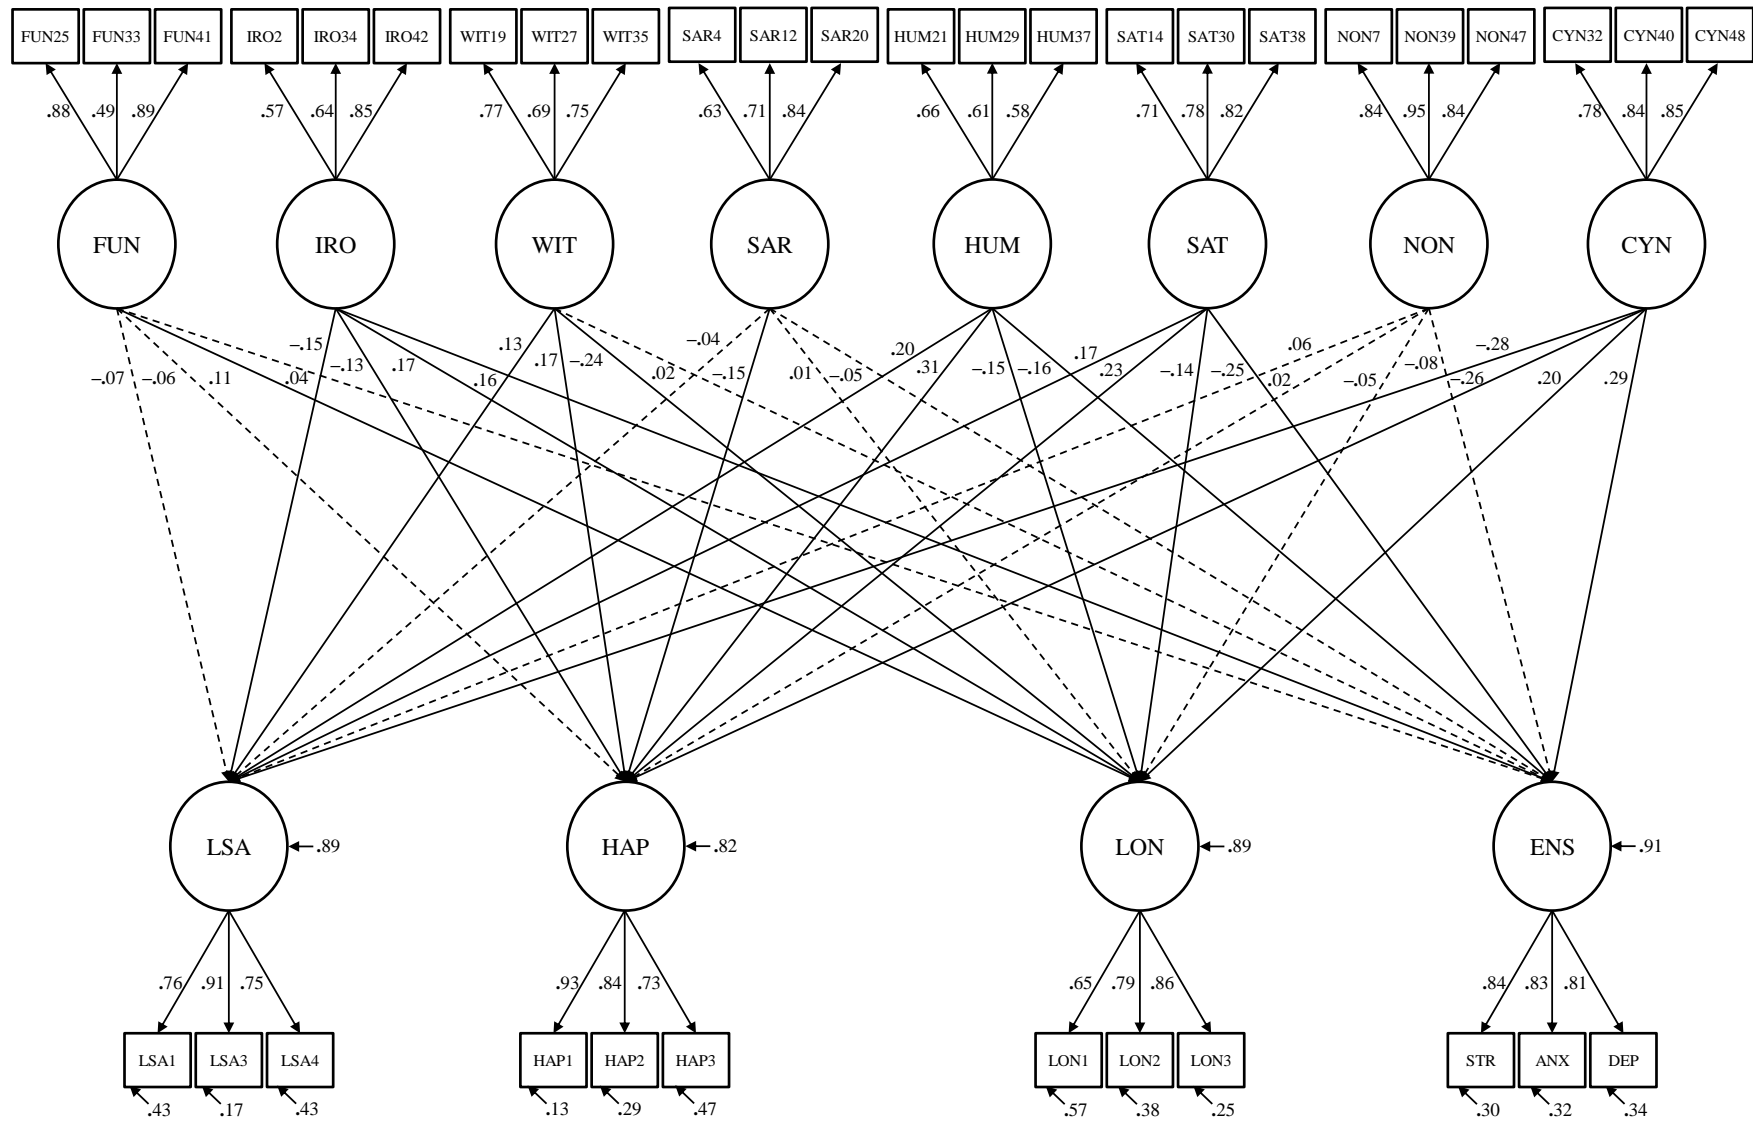 FUN25 FUN33 FUN41 IRO2 IRO34 IRO42 WIT19 WIT27 WIT35 SAR4 SAR12 SAR20 HUM21 HUM29 HUM37 SAT14 SAT30 SAT38 NON7 NON39 NON47 CYN32 CYN40 CYN48
.88 .49 .89 .57 .64 .85 .77 .69 .75 .63 .71 .84 .66 .61 .58 .71 .78 .82 .84 .95 .84 .78 .84 .85
FUN IRO WIT SAR HUM SAT NON CYN
–.15 .13 –.04 .20 .17 .06 –.28
–.13 .17 .17 –.24 –.08
–.07 –.06 .11 .04 .16 .02 –.15 .01 –.05 .31 –.15 –.16 .23 –.14 –.25 .02 –.05 –.26 .20 .29
LSA .89 HAP .82 LON .89 ENS .91
.76 .91 .75 .93 .84 .73 .65 .79 .86 .84 .83 .81
LSA1 LSA3 LSA4 HAP1 HAP2 HAP3 LON1 LON2 LON3 STR ANX DEP
.43 .17 .43 .13 .29 .47 .57 .38 .25 .30 .32 .34